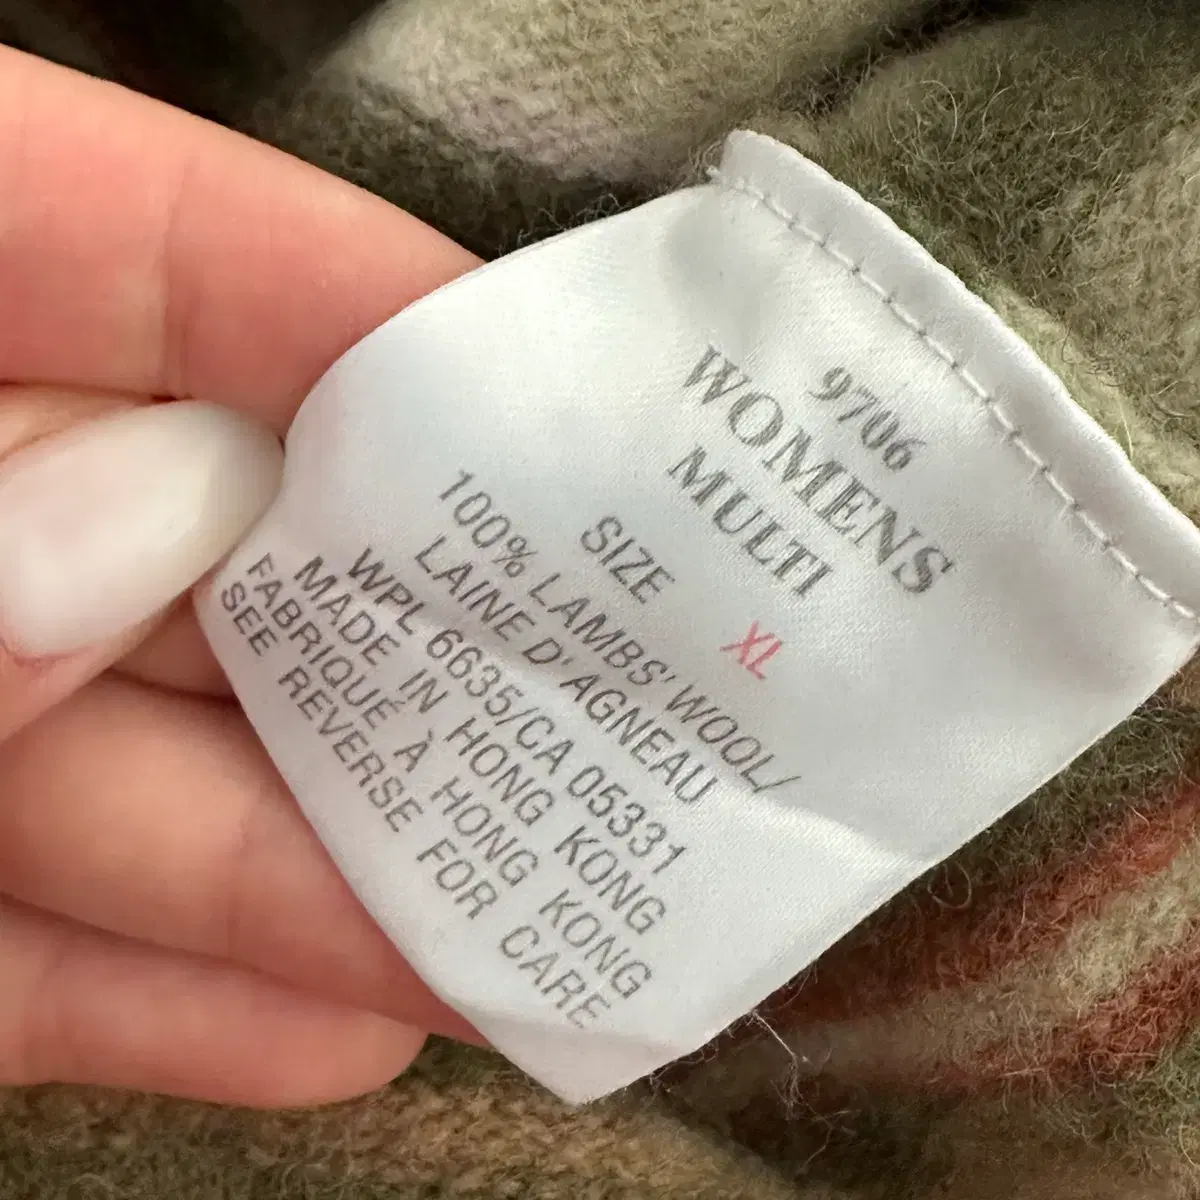 9706
WOMENS
MULTI
SIZE XL
100% LAMBS' WOOL/
LAINE D'AGNEAU
WPL 6635/CA 05331
MADE IN HONG KONG
FABRIQUÉ À HONG KONG
SEE REVERSE FOR CARE